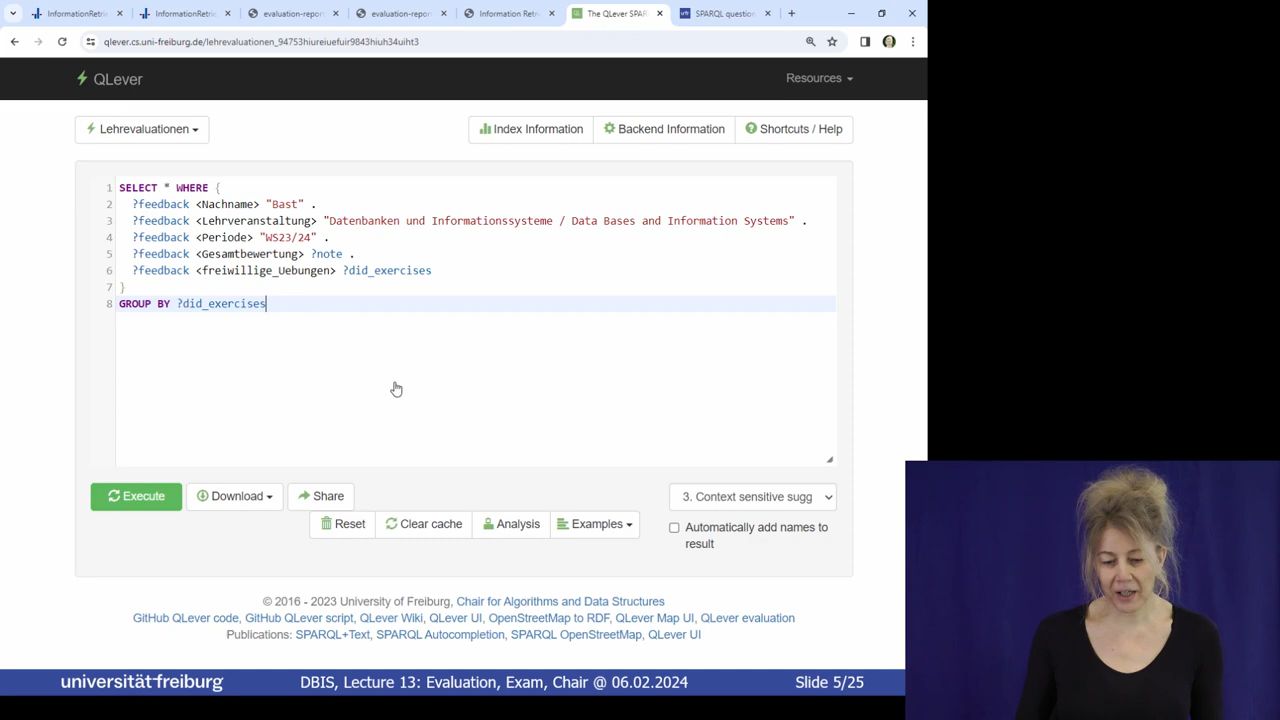 InformationRetrie
InformationRetrie
evaluation-report
evaluation-report
Information Retri
The QLever SPAR
SPARQL question
qlever.cs.uni-freiburg.de/lehrevaluationen_94753hiureiuefuir9843hiuh34uiht3
QLever
Resources
Lehrevaluationen
Index Information
Backend Information
Shortcuts / Help
1 SELECT * WHERE {
2 ?feedback <Nachname> "Bast" .
3 ?feedback <Lehrveranstaltung> "Datenbanken und Informationssysteme / Data Bases and Information Systems" .
4 ?feedback <Periode> "WS23/24" .
5 ?feedback <Gesamtbewertung> ?note .
6 ?feedback <freiwillige_Uebungen> ?did_exercises
7 }
8 GROUP BY ?did_exercises
Execute
Download
Share
3. Context sensitive sugg
Reset
Clear cache
Analysis
Examples
Automatically add names to
result
© 2016 - 2023 University of Freiburg, Chair for Algorithms and Data Structures
GitHub QLever code, GitHub QLever script, QLever Wiki, QLever UI, OpenStreetMap to RDF, QLever Map UI, QLever evaluation
Publications: SPARQL+Text, SPARQL Autocompletion, SPARQL OpenStreetMap, QLever UI
universität freiburg
DBIS, Lecture 13: Evaluation, Exam, Chair @ 06.02.2024
Slide 5/25